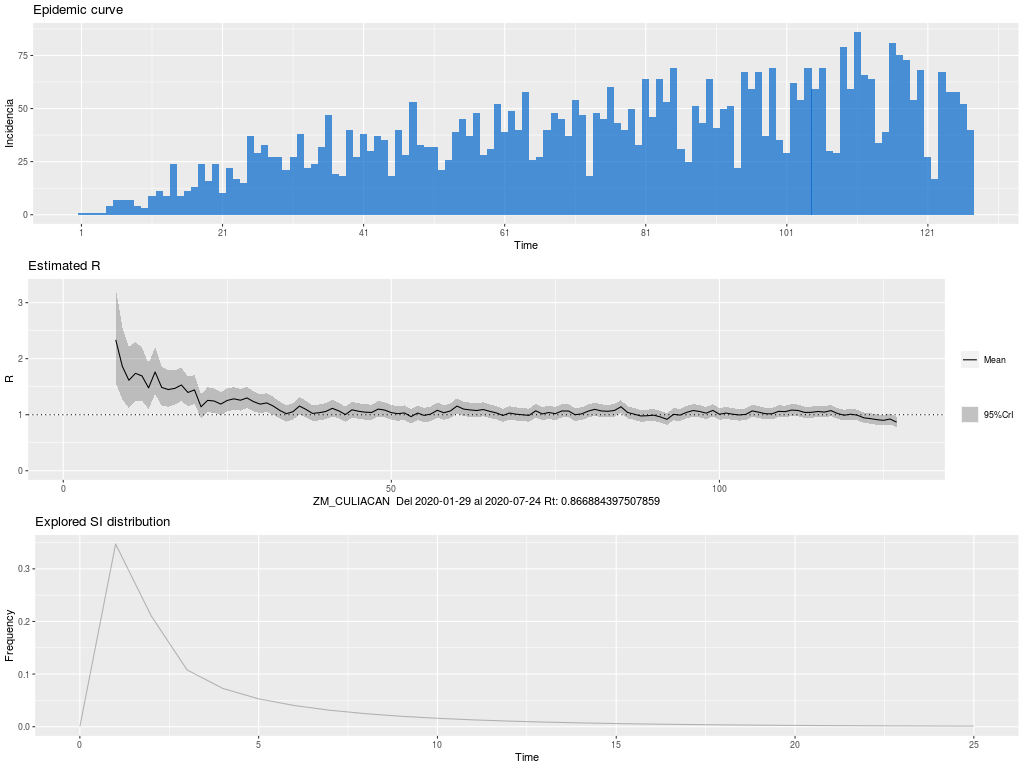 Epidemic curve
75
50
25
0
Incidencia
1 21 41 61 81 101 121
Time
Estimated R
3
2
1
0
R
Mean
95%CrI
0 50 100
ZM_CULIACAN Del 2020-01-29 al 2020-07-24 Rt: 0.866884397507859
Explored SI distribution
0.3
0.2
0.1
0.0
Frequency
0 5 10 15 20 25
Time